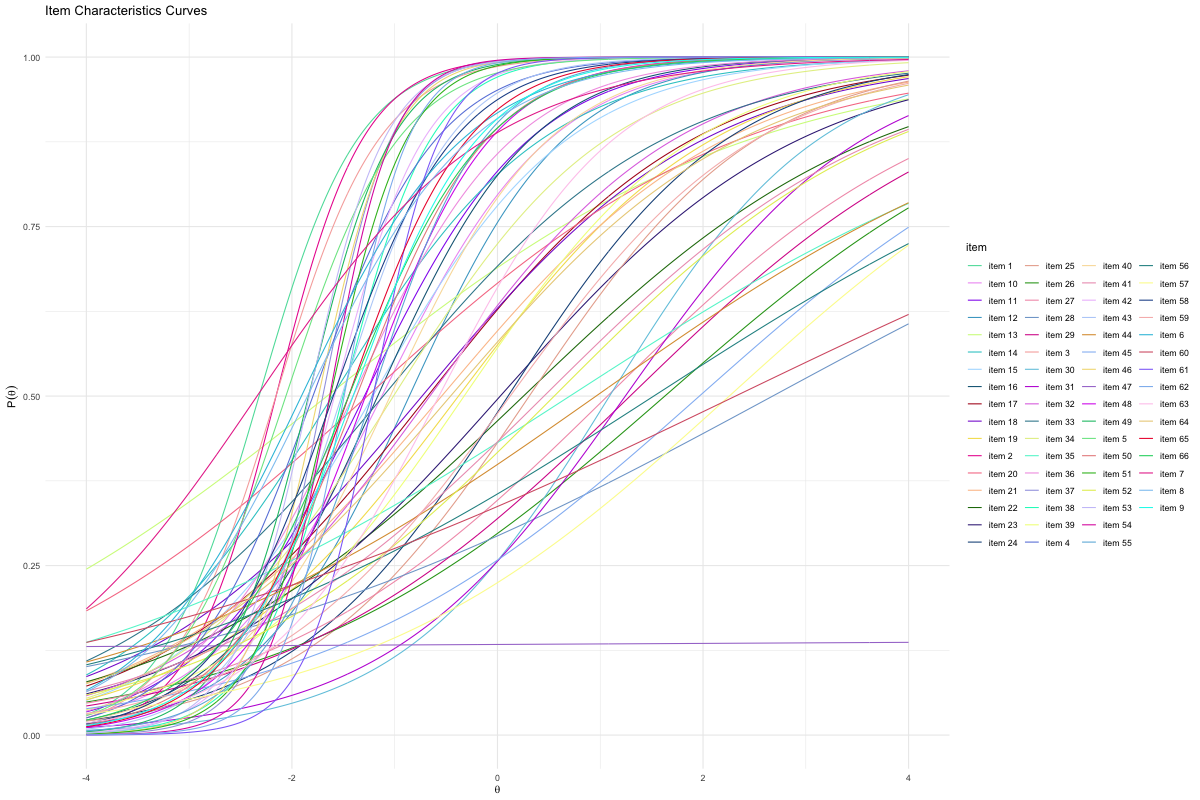 Item Characteristics Curves
1.00
0.75
0.50
0.25
0.00
P(θ)
-4 -2 0 2 4
θ
item
item 1 item 25 item 40 item 56
item 10 item 26 item 41 item 57
item 11 item 27 item 42 item 58
item 12 item 28 item 43 item 59
item 13 item 29 item 44 item 6
item 14 item 3 item 45 item 60
item 15 item 30 item 46 item 61
item 16 item 31 item 47 item 62
item 17 item 32 item 48 item 63
item 18 item 33 item 49 item 64
item 19 item 34 item 5 item 65
item 2 item 35 item 50 item 66
item 20 item 36 item 51 item 7
item 21 item 37 item 52 item 8
item 22 item 38 item 53 item 9
item 23 item 39 item 54
item 24 item 4 item 55